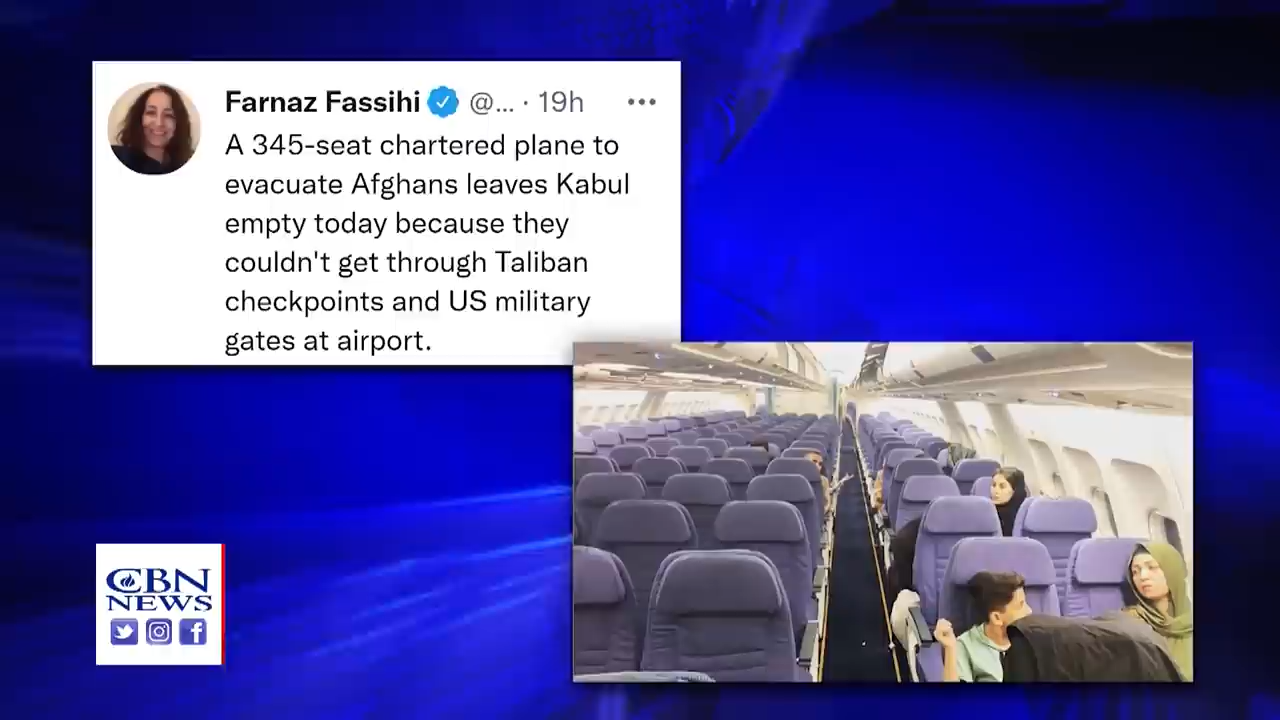 Farnaz Fassihi @... · 19h
A 345-seat chartered plane to
evacuate Afghans leaves Kabul
empty today because they
couldn't get through Taliban
checkpoints and US military
gates at airport.
CBN
NEWS